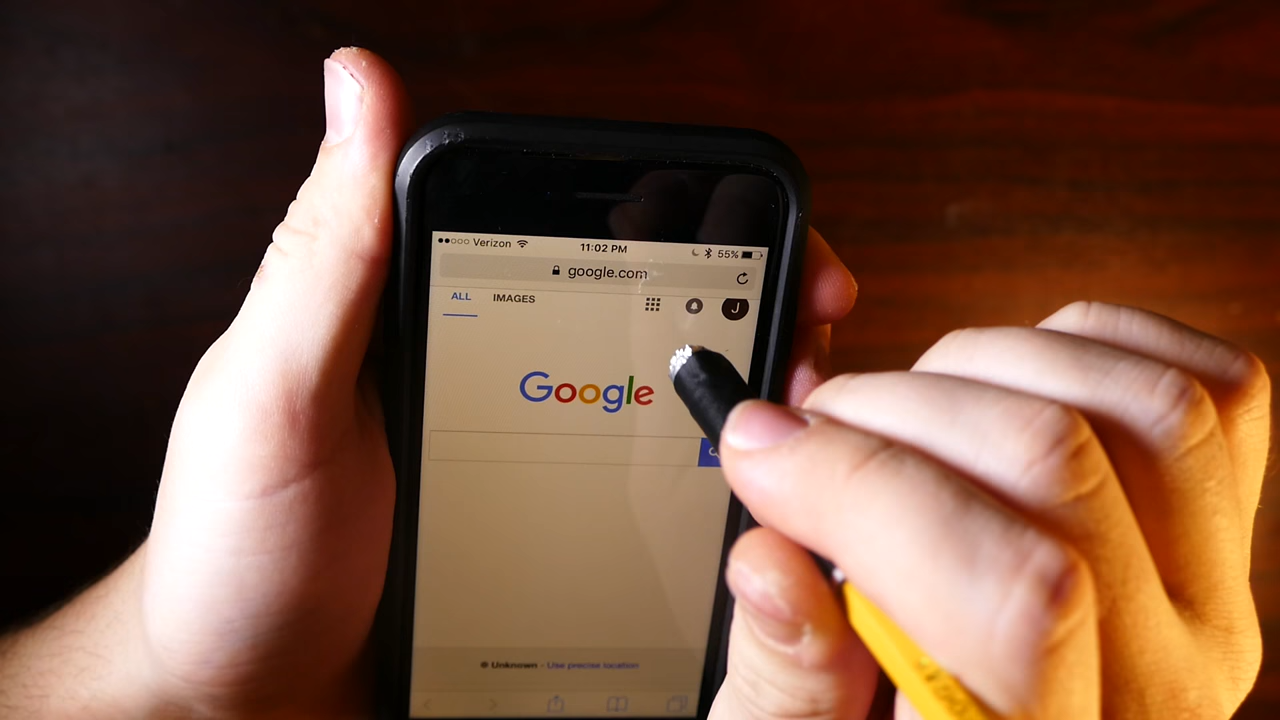 Verizon 11:02 PM 55%
google.com
ALL IMAGES J
Google
Unknown - Use precise location